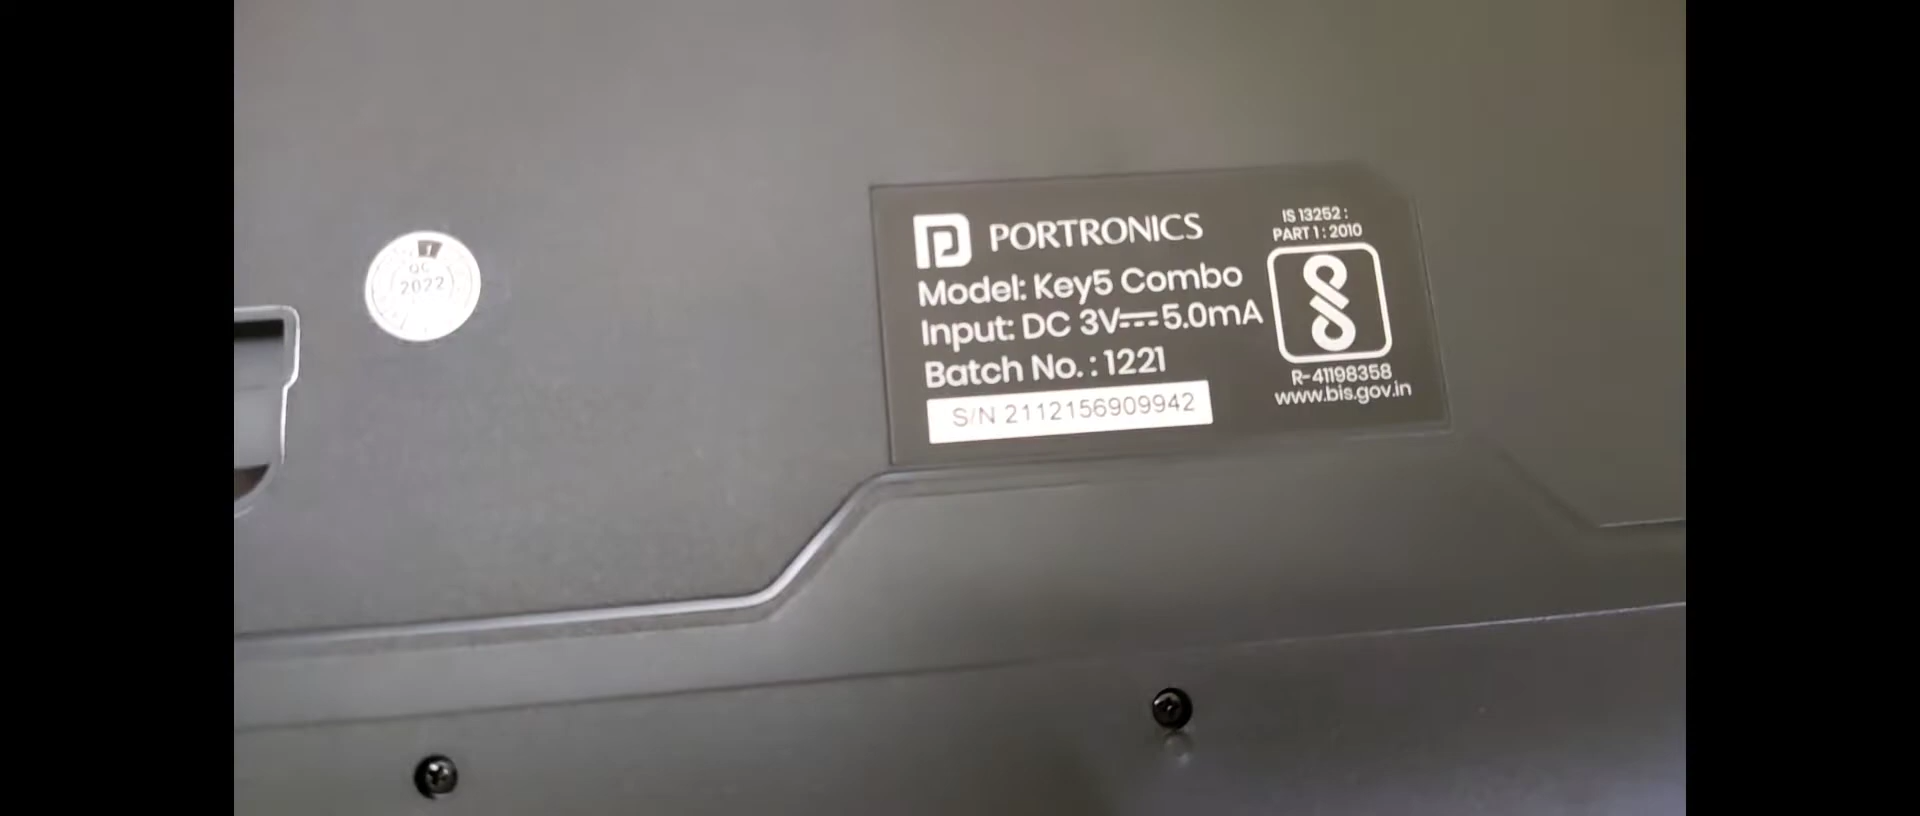 1
QC
2022
PORTRONICS
Model: Key5 Combo
Input: DC 3V⎓5.0mA
Batch No. : 1221
S/N 2112156909942
IS 13252 :
PART 1 : 2010
R-41198358
www.bis.gov.in